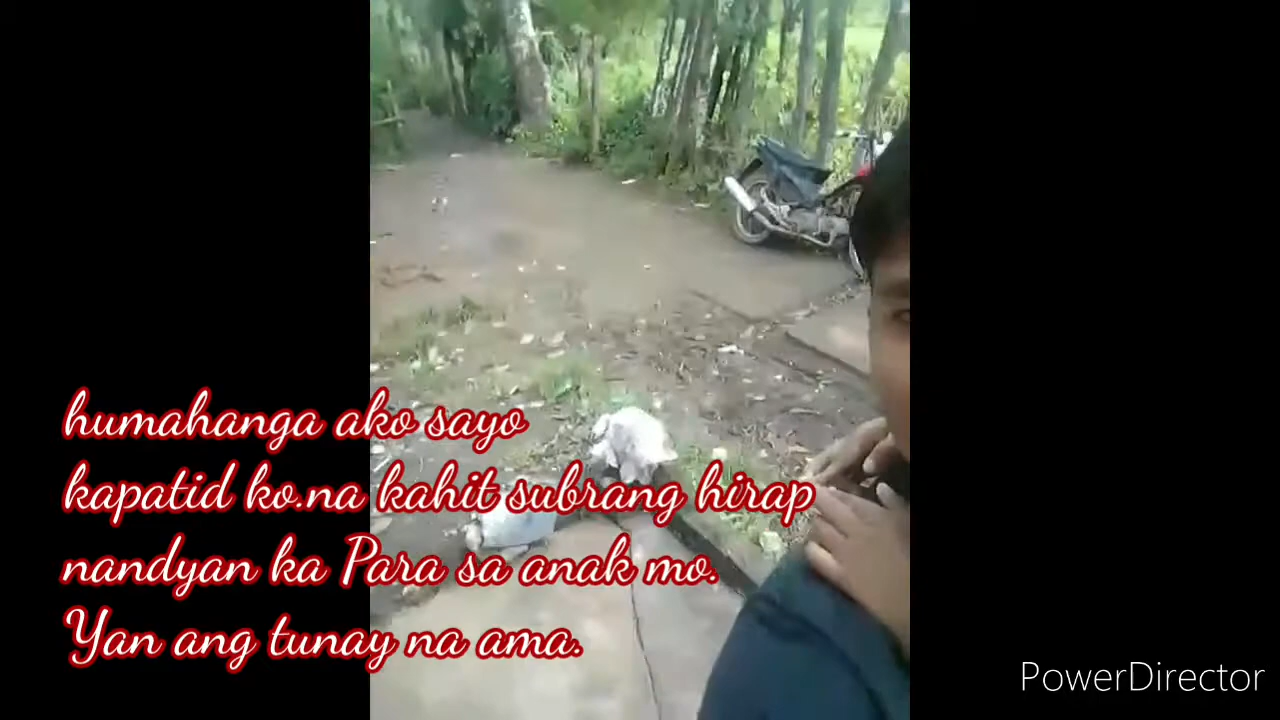 humahanga ako sayo
kapatid ko.na kahit subrang hirap
nandyan ka Para sa anak mo.
Yan ang tunay na ama.
PowerDirector